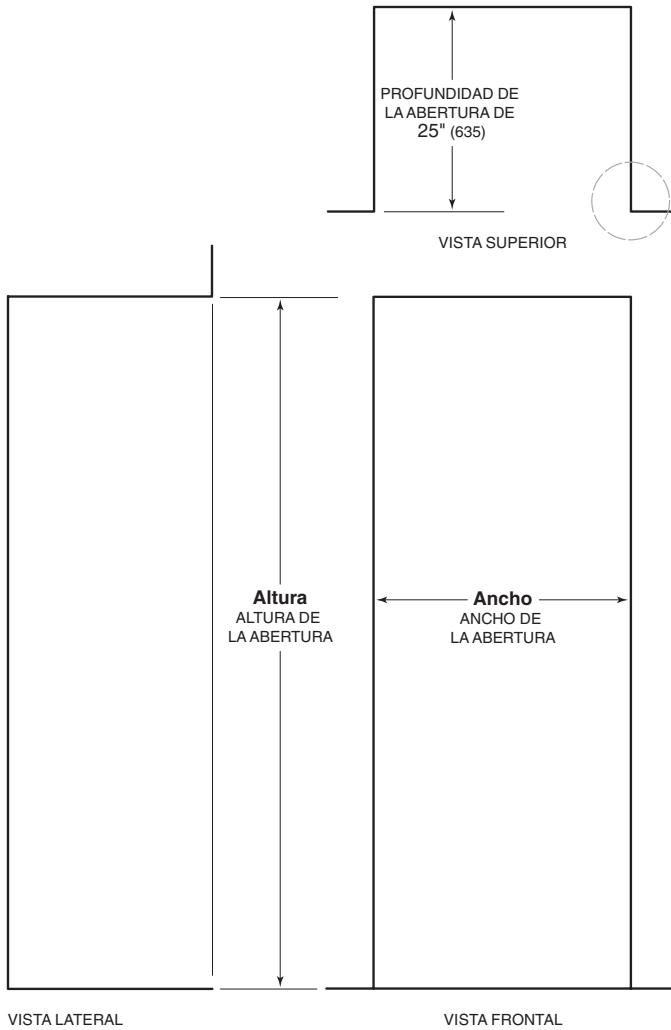 PROFUNDIDAD DE
LA ABERTURA DE
25" (635)
VISTA SUPERIOR
Altura
ALTURA DE
LA ABERTURA
Ancho
ANCHO DE
LA ABERTURA
VISTA LATERAL
VISTA FRONTAL